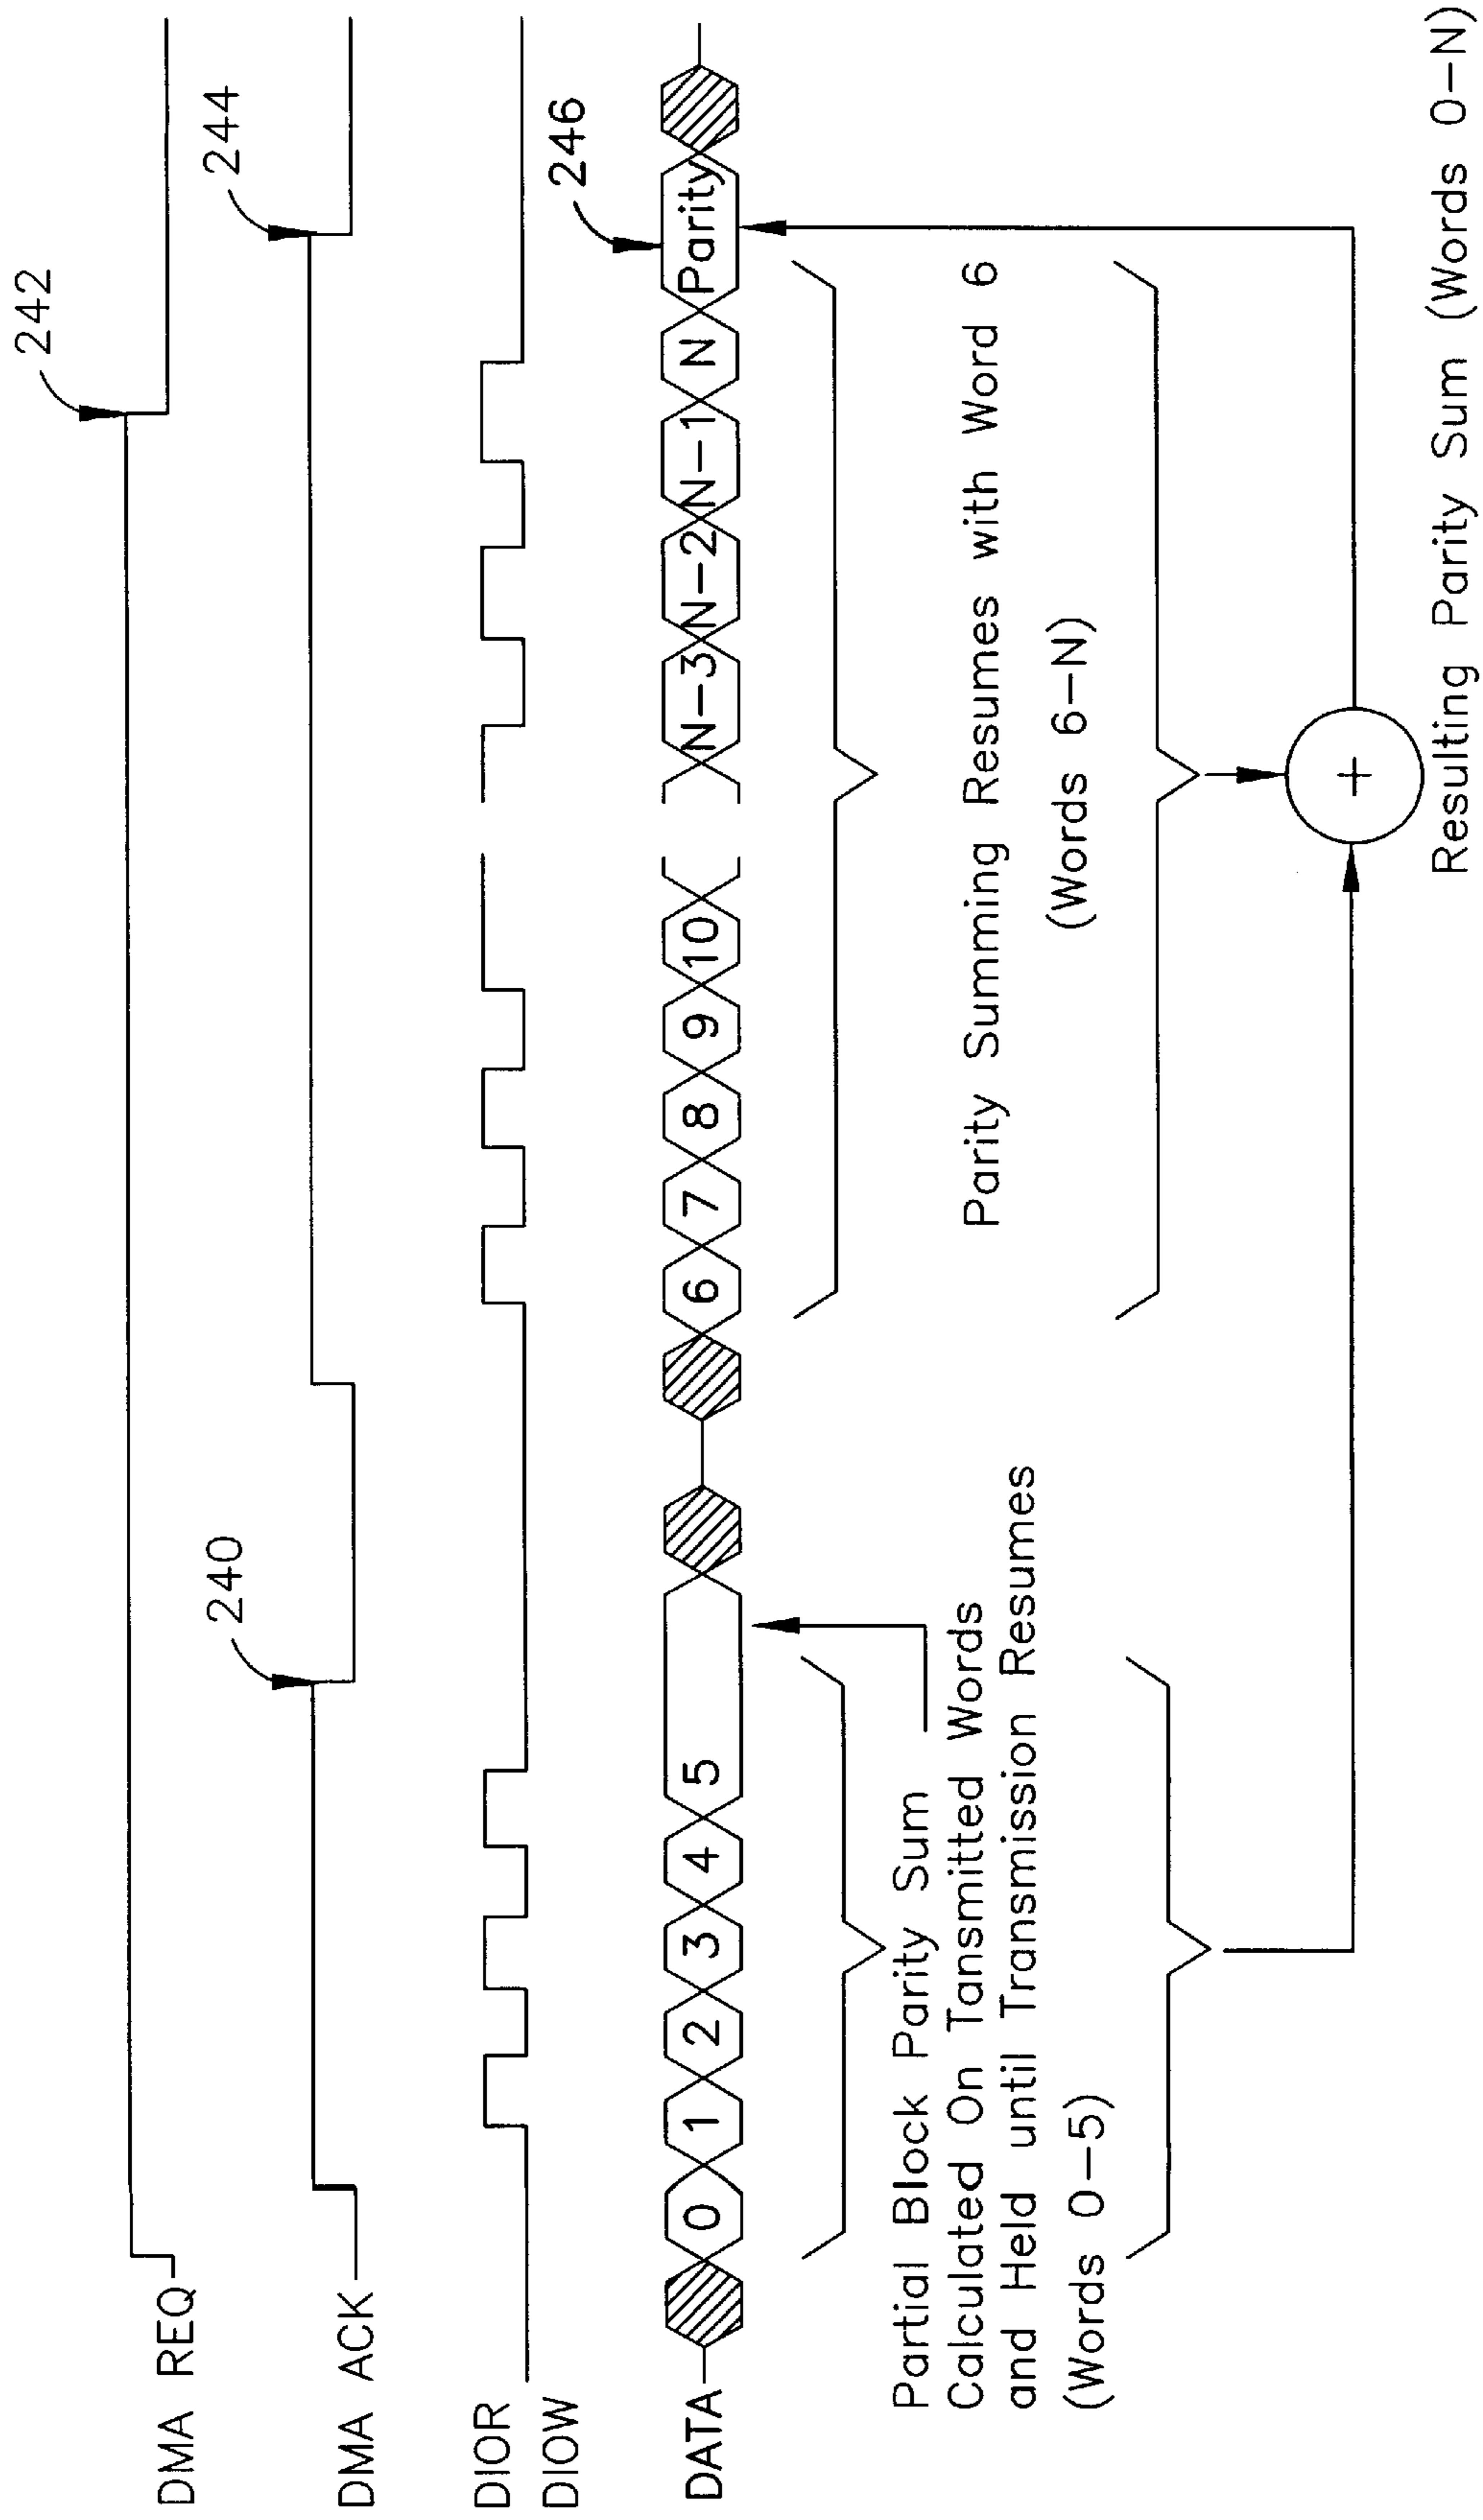 242
DMA REQ
240
244
DMA ACK
DIOR
DIOW
246
DATA
0 1 2 3 4 5 6 7 8 9 10 N-3 N-2 N-1 N Parity
Partial Block Parity Sum
Calculated On Tansmitted Words
and Held until Transmission Resumes
(Words 0-5)
Parity Summing Resumes with Word 6
(Words 6-N)
+
Resulting Parity Sum (Words 0-N)